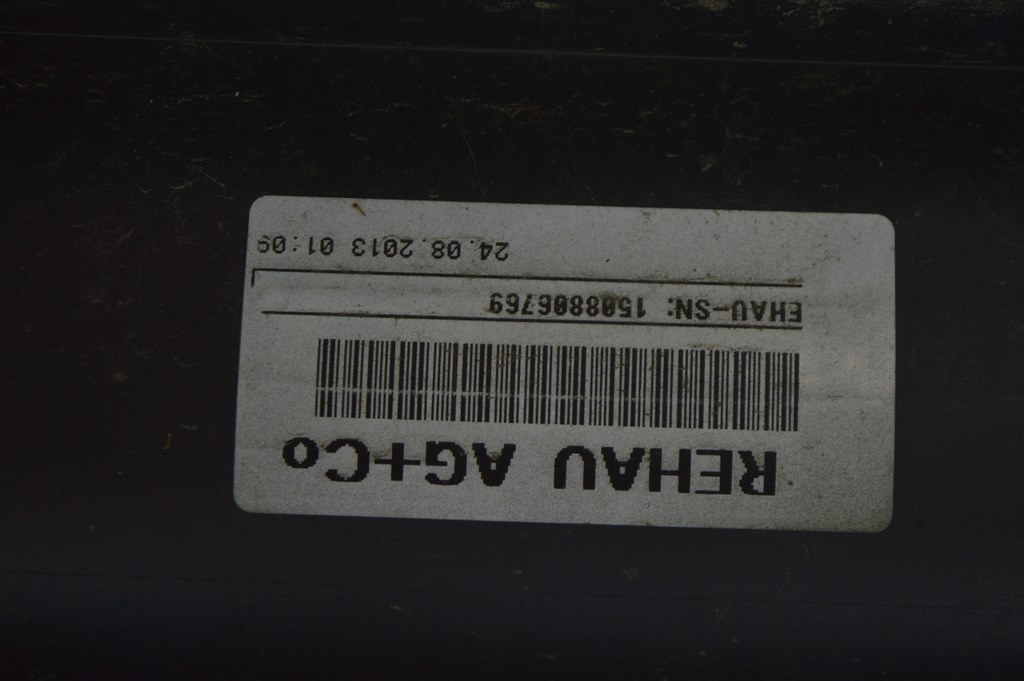 REHAU AG+Co
EHAU-SN: 1508806769
24.08.2013 01:09